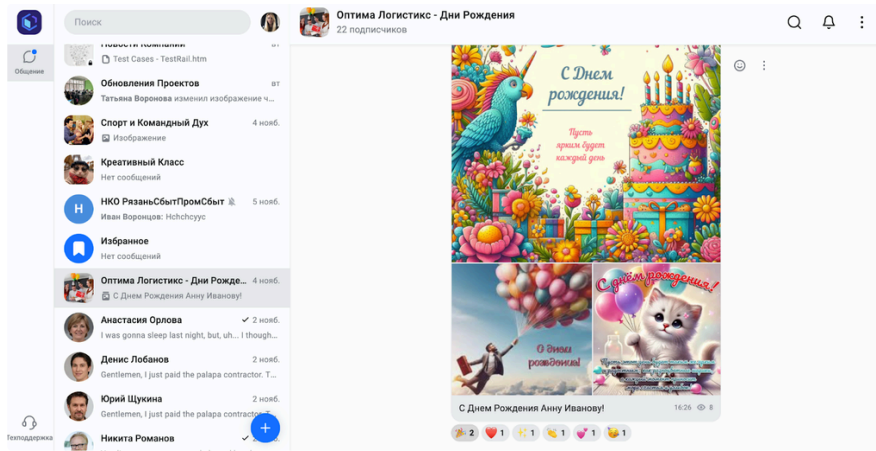 Поиск
Общение
Техподдержка
Новости Компании
вт
Test Cases - TestRail.htm
Обновления Проектов
вт
Татьяна Воронова изменил изображение ч...
Спорт и Командный Дух
4 нояб.
Изображение
Креативный Класс
Нет сообщений
Н
НКО РязаньСбытПромСбыт
5 нояб.
Иван Воронцов: Hchchcyyc
Избранное
Нет сообщений
Оптима Логистикс - Дни Рожде...
4 нояб.
С Днем Рождения Анну Иванову!
Анастасия Орлова
2 нояб.
I was gonna sleep last night, but, uh... I though...
Денис Лобанов
2 нояб.
Gentlemen, I just paid the palapa contractor. T...
Юрий Щукина
2 нояб.
Gentlemen, I just paid the palapa contractor. T...
Никита Романов
2 нояб.
Оптима Логистикс - Дни Рождения
22 подписчиков
С Днем
рождения!
Пусть
ярким будет
каждый день
С днём рождения!
С Днем Рождения Анну Иванову!
16:26
8
2
1
1
1
1
1